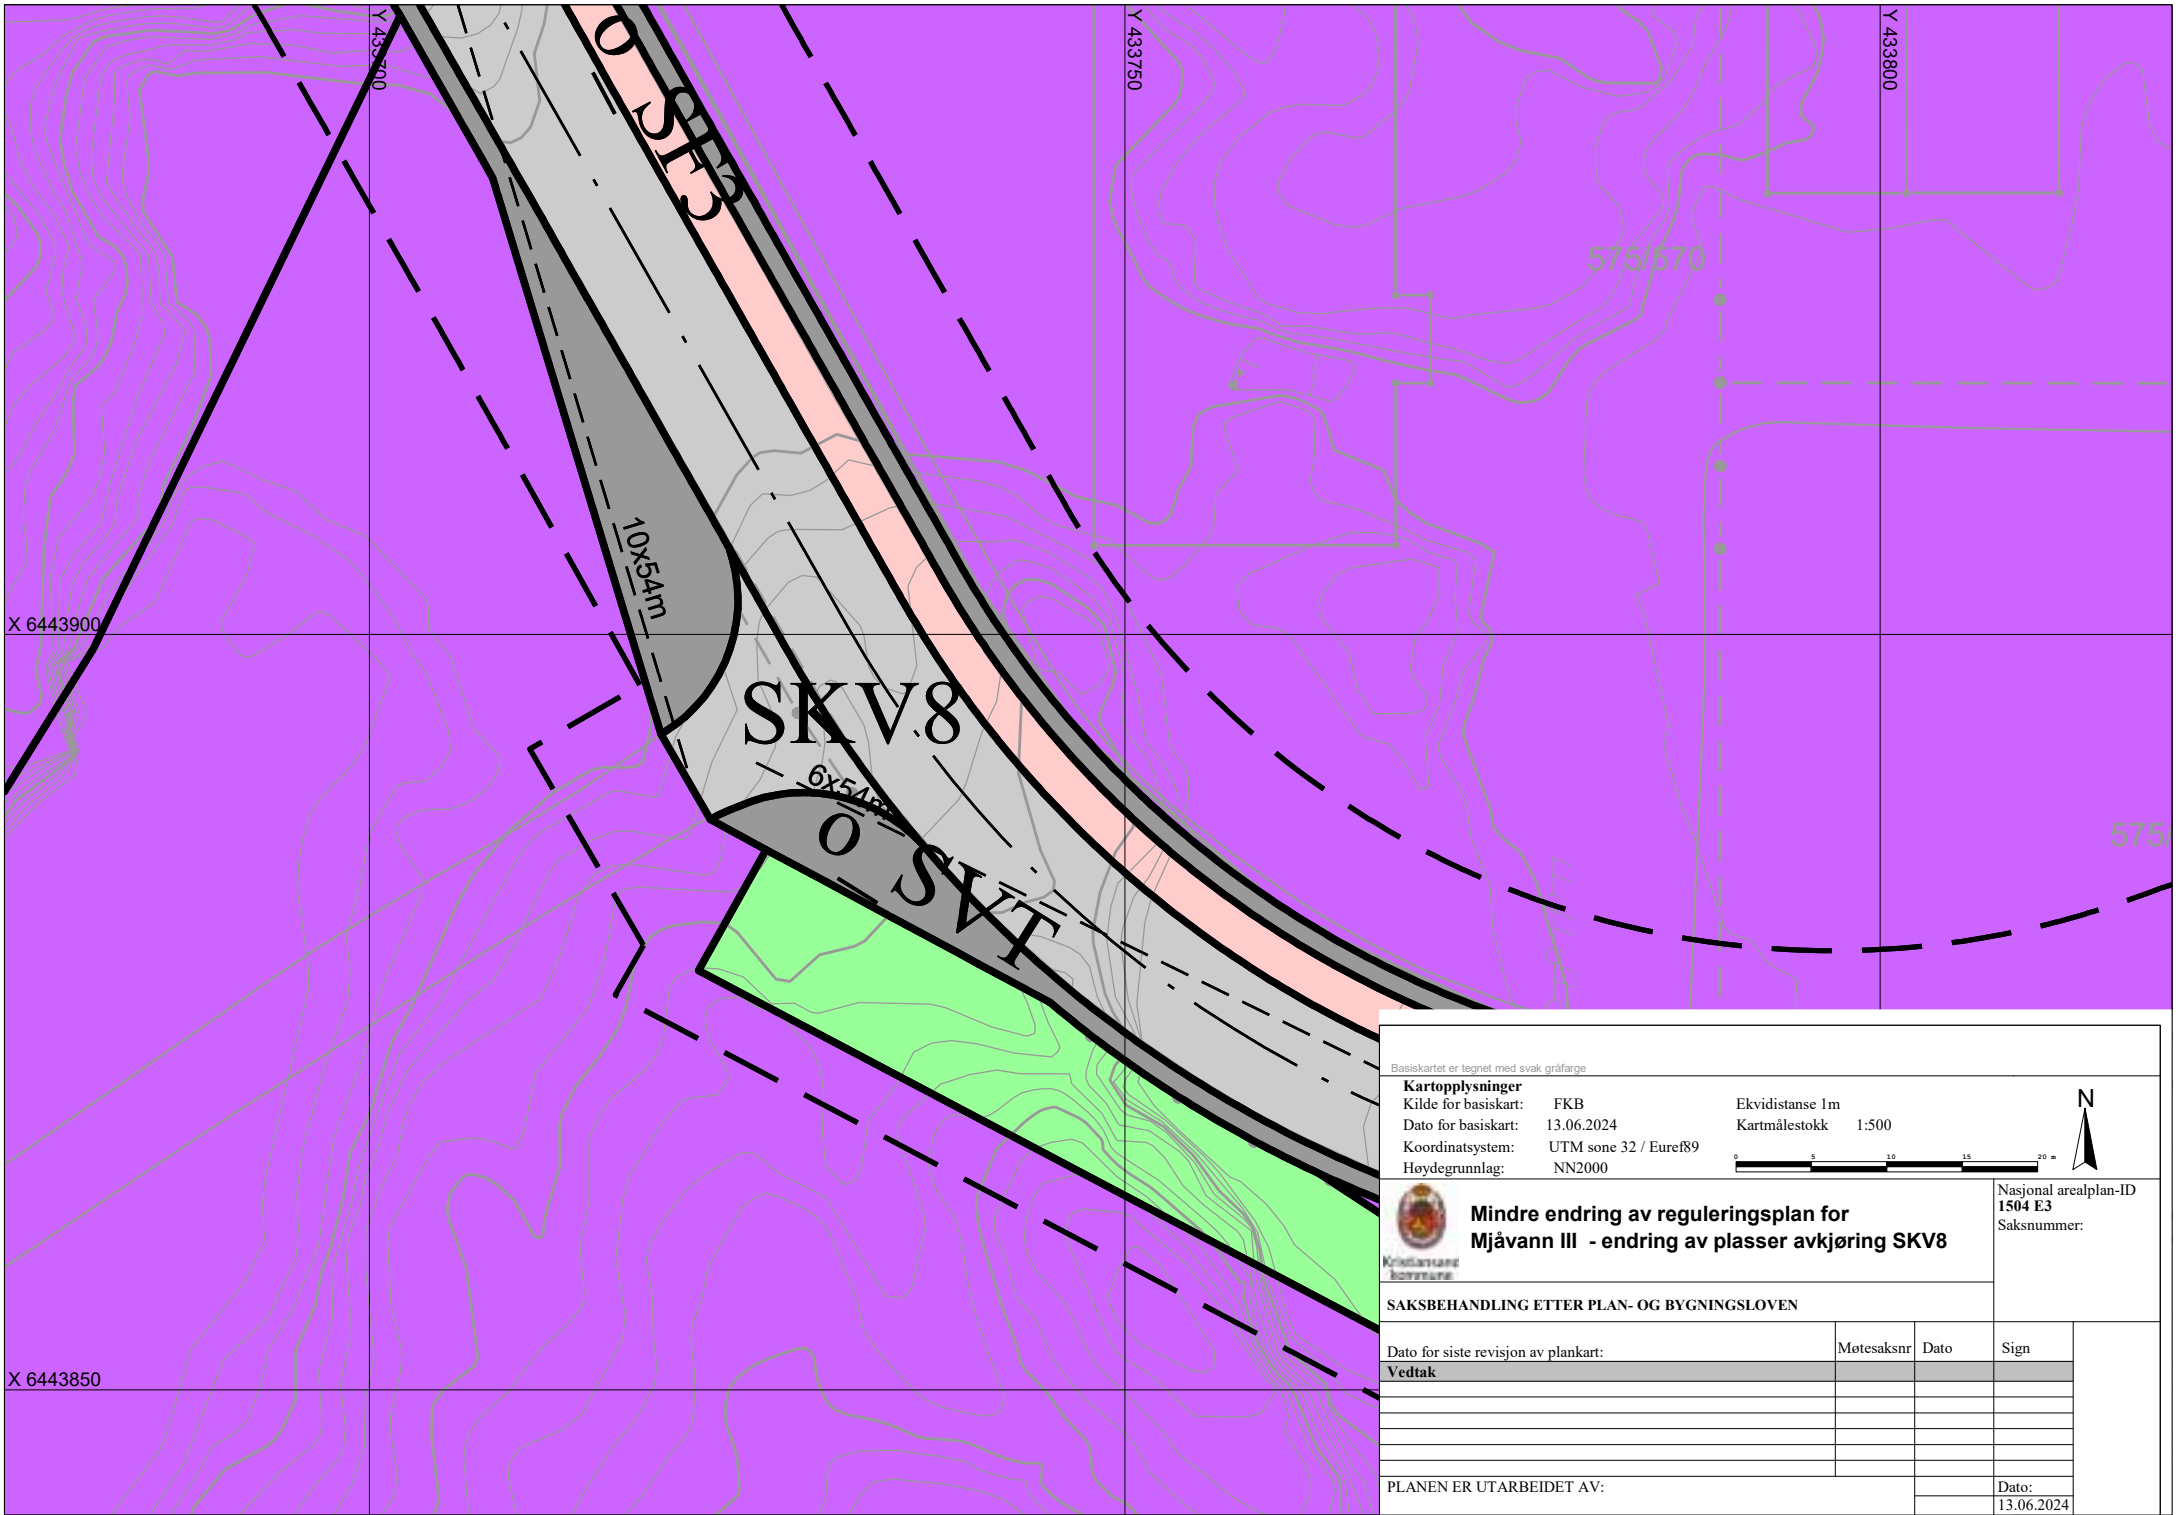 Y 433700
Y 433750
Y 433800
O SF3
575/570
10x54m
X 6443900
SKV8
6x54m
O SVT
575/
X 6443850
Basiskartet er tegnet med svak gråfarge
Kartopplysninger
Kilde for basiskart: FKB
Ekvidistanse 1m
Dato for basiskart: 13.06.2024
Kartmålestokk 1:500
Koordinatsystem: UTM sone 32 / Euref89
Høydegrunnlag: NN2000
0 5 10 15 20 m
N
Kristiansand
kommune
Mindre endring av reguleringsplan for
Mjåvann III - endring av plasser avkjøring SKV8
Nasjonal arealplan-ID
1504 E3
Saksnummer:
SAKSBEHANDLING ETTER PLAN- OG BYGNINGSLOVEN
Dato for siste revisjon av plankart:
Møtesaksnr Dato Sign
Vedtak
PLANEN ER UTARBEIDET AV:
Dato:
13.06.2024